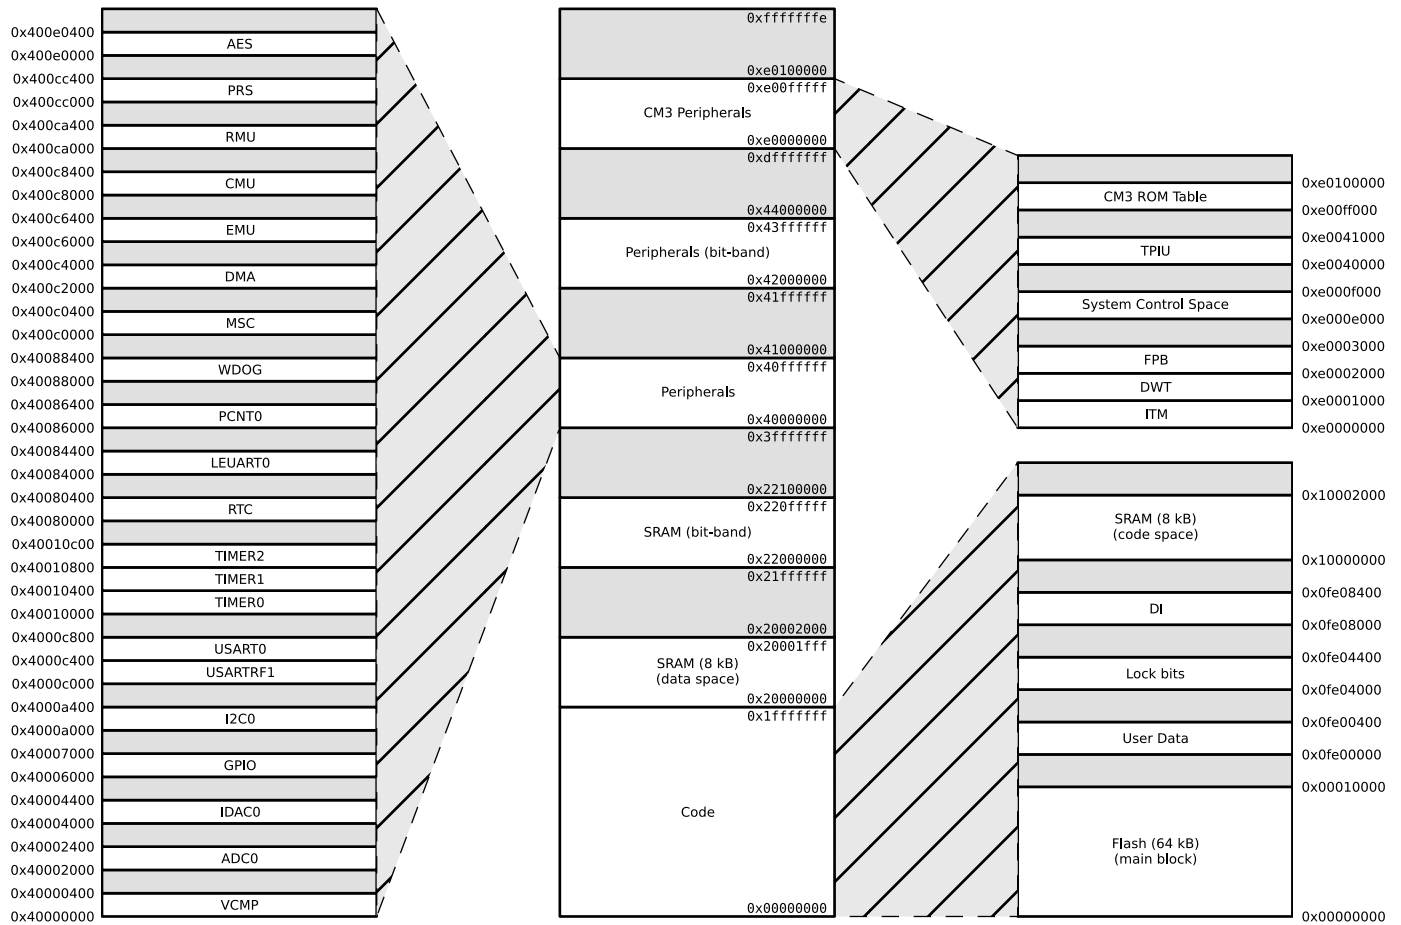 0x400e0400
AES
0x400e0000
0x400cc400
PRS
0x400cc000
0x400ca400
RMU
0x400ca000
0x400c8400
CMU
0x400c8000
0x400c6400
EMU
0x400c6000
0x400c4000
DMA
0x400c2000
0x400c0400
MSC
0x400c0000
0x40088400
WDOG
0x40088000
0x40086400
PCNT0
0x40086000
0x40084400
LEUART0
0x40084000
0x40080400
RTC
0x40080000
0x40010c00
TIMER2
0x40010800
TIMER1
0x40010400
TIMER0
0x40010000
0x4000c800
USART0
0x4000c400
USARTRF1
0x4000c000
0x4000a400
I2C0
0x4000a000
0x40007000
GPIO
0x40006000
0x40004400
IDAC0
0x40004000
0x40002400
ADC0
0x40002000
0x40000400
VCMP
0x40000000
0xfffffffe
0xe0100000
0xe00fffff
CM3 Peripherals
0xe0000000
0xdfffffff
0x44000000
0x43ffffff
Peripherals (bit-band)
0x42000000
0x41ffffff
0x41000000
0x40ffffff
Peripherals
0x40000000
0x3fffffff
0x22100000
0x220fffff
SRAM (bit-band)
0x22000000
0x21ffffff
0x20002000
0x20001fff
SRAM (8 kB)
(data space)
0x20000000
0x1fffffff
Code
0x00000000
0xe0100000
CM3 ROM Table
0xe00ff000
0xe0041000
TPIU
0xe0040000
0xe000f000
System Control Space
0xe000e000
0xe0003000
FPB
0xe0002000
DWT
0xe0001000
ITM
0xe0000000
0x10002000
SRAM (8 kB)
(code space)
0x10000000
0x0fe08400
DI
0x0fe08000
0x0fe04400
Lock bits
0x0fe04000
0x0fe00400
User Data
0x0fe00000
0x00010000
Flash (64 kB)
(main block)
0x00000000